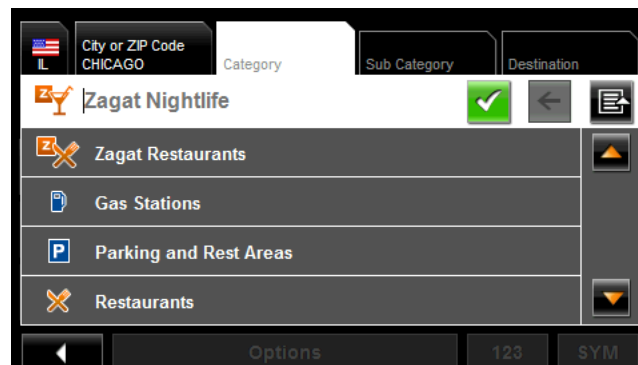 City or ZIP Code
IL CHICAGO Category Sub Category Destination
Z Zagat Nightlife
Z Zagat Restaurants
Gas Stations
P Parking and Rest Areas
Restaurants
Options 123 SYM